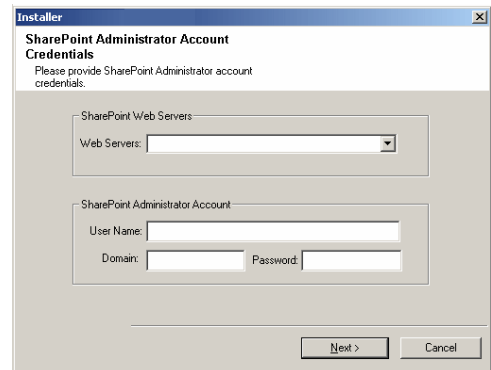 Installer
SharePoint Administrator Account
Credentials
Please provide SharePoint Administrator account
credentials.
SharePoint Web Servers
Web Servers:
SharePoint Administrator Account
User Name:
Domain: Password:
Next > Cancel